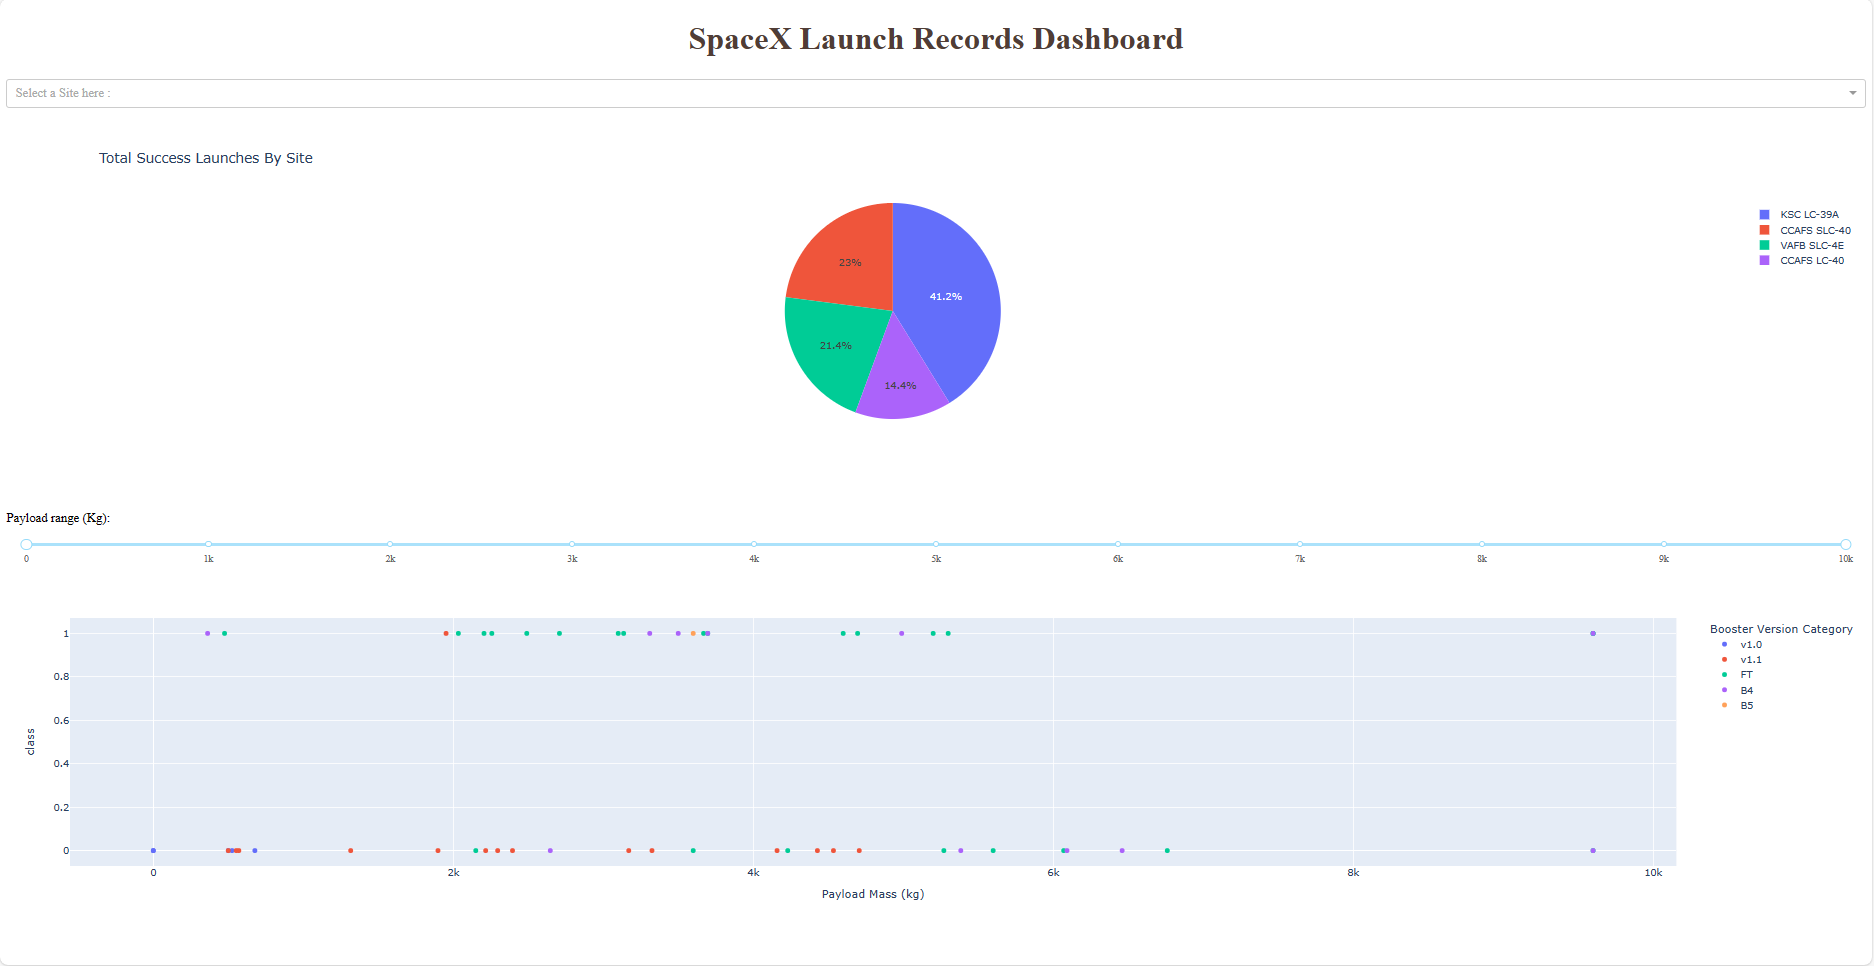 SpaceX Launch Records Dashboard
Select a Site here :
Total Success Launches By Site
KSC LC-39A
CCAFS SLC-40
VAFB SLC-4E
CCAFS LC-40
23%
41.2%
21.4%
14.4%
Payload range (Kg):
0 1k 2k 3k 4k 5k 6k 7k 8k 9k 10k
Booster Version Category
v1.0
v1.1
FT
B4
B5
1
0.8
0.6
0.4
0.2
0
class
0 2k 4k 6k 8k 10k
Payload Mass (kg)